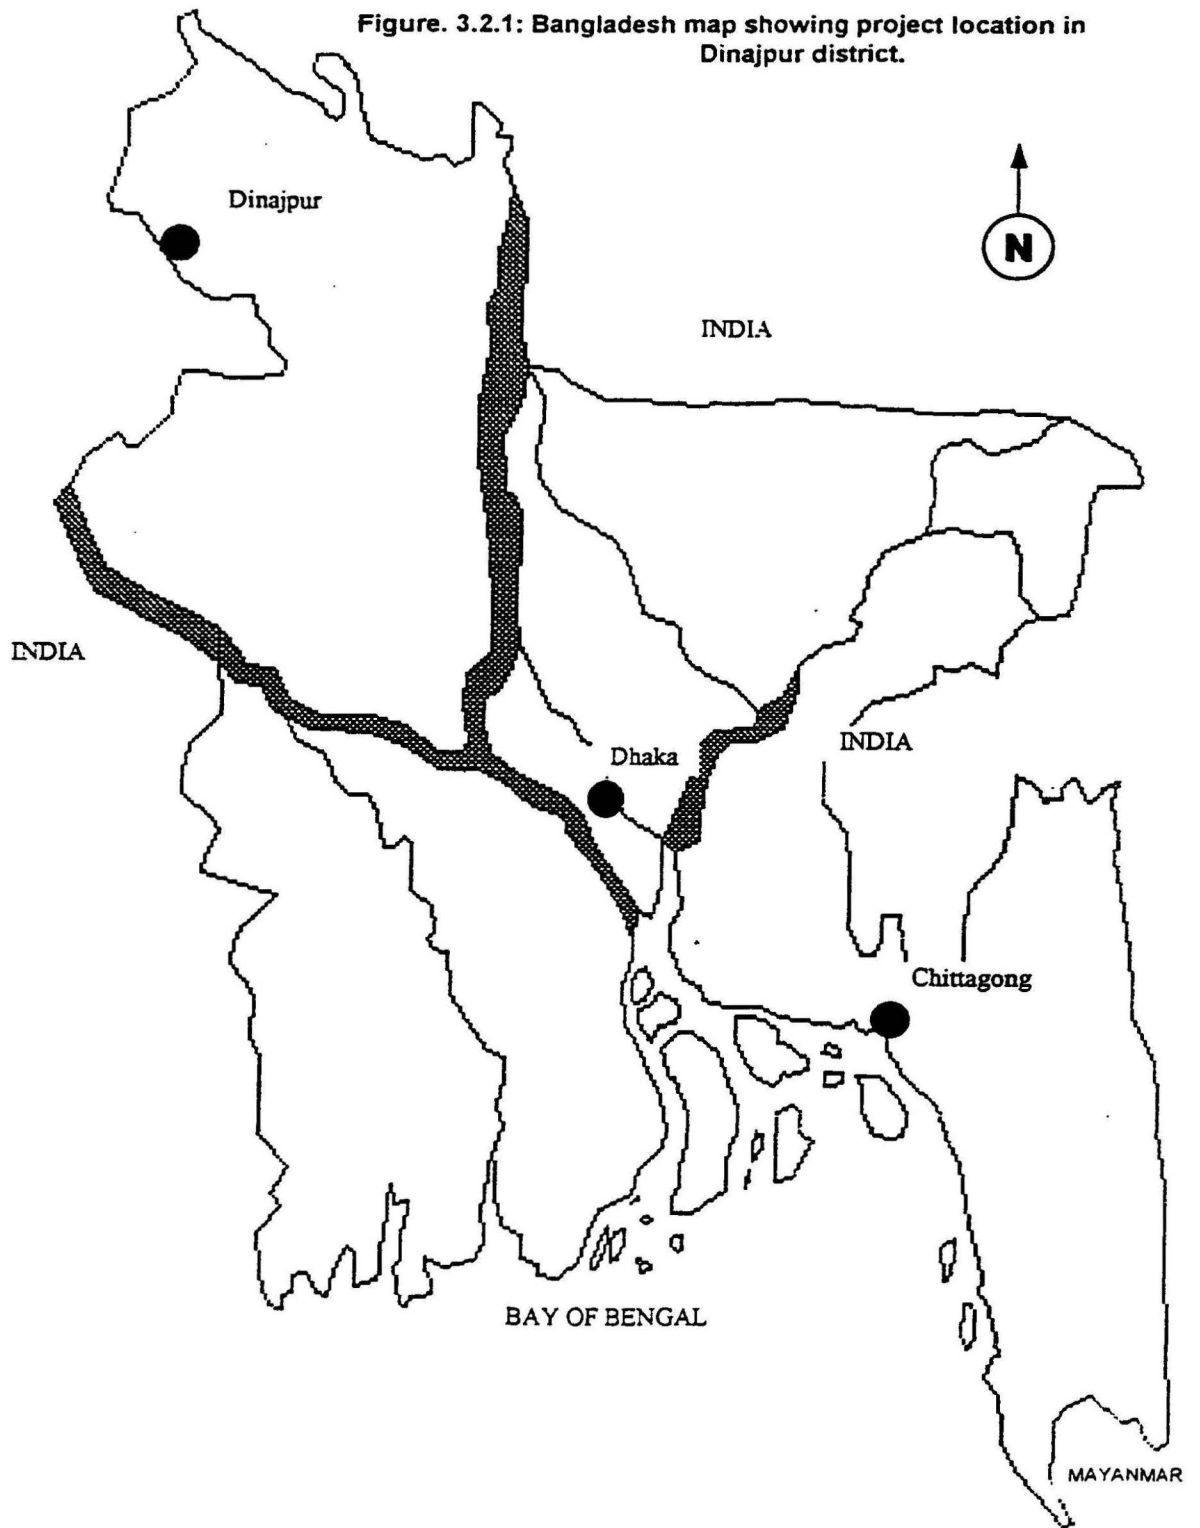 Figure. 3.2.1: Bangladesh map showing project location in
Dinajpur district.
Dinajpur
N
INDIA
INDIA
INDIA
Dhaka
Chittagong
BAY OF BENGAL
MAYANMAR